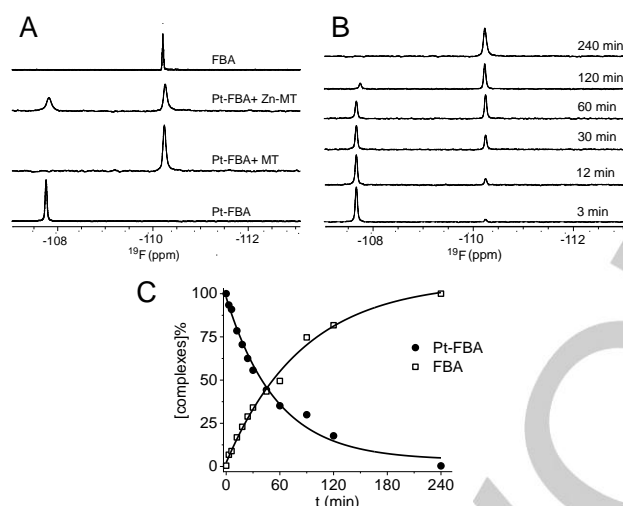 A
FBA
Pt-FBA+ Zn-MT
Pt-FBA+ MT
Pt-FBA
-108 -110 -112
19F (ppm)
B
240 min
120 min
60 min
30 min
12 min
3 min
-108 -110 -112
19F (ppm)
C
[complexes]%
100
75
50
25
0
Pt-FBA
FBA
0 60 120 180 240
t (min)